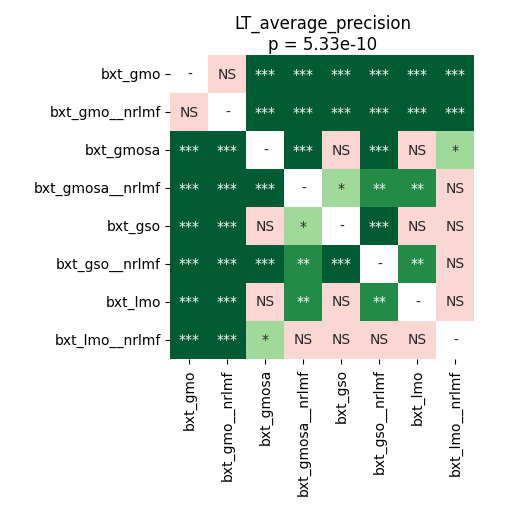 LT_average_precision
p = 5.33e-10
bxt_gmo - NS *** *** *** *** *** ***
bxt_gmo__nrlmf NS - *** *** *** *** *** ***
bxt_gmosa *** *** - *** NS *** NS *
bxt_gmosa__nrlmf *** *** *** - * ** ** NS
bxt_gso *** *** NS * - *** NS NS
bxt_gso__nrlmf *** *** *** ** *** - ** NS
bxt_lmo *** *** NS ** NS ** - NS
bxt_lmo__nrlmf *** *** * NS NS NS NS -
bxt_gmo
bxt_gmo__nrlmf
bxt_gmosa
bxt_gmosa__nrlmf
bxt_gso
bxt_gso__nrlmf
bxt_lmo
bxt_lmo__nrlmf